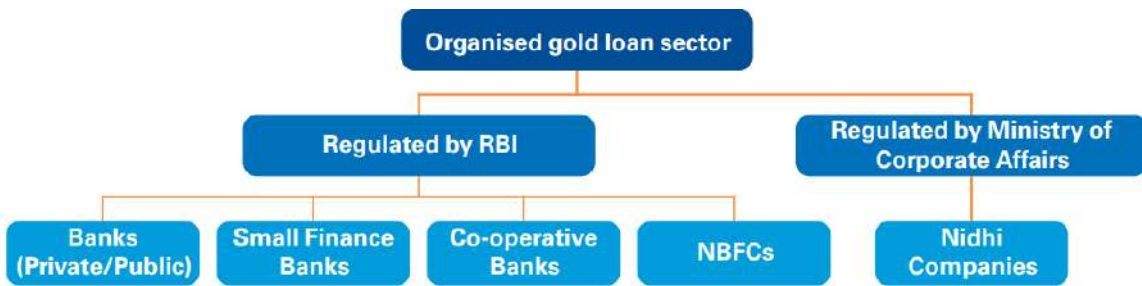 Organised gold loan sector
Regulated by RBI
Regulated by Ministry of
Corporate Affairs
Banks
(Private/Public)
Small Finance
Banks
Co-operative
Banks
NBFCs
Nidhi
Companies